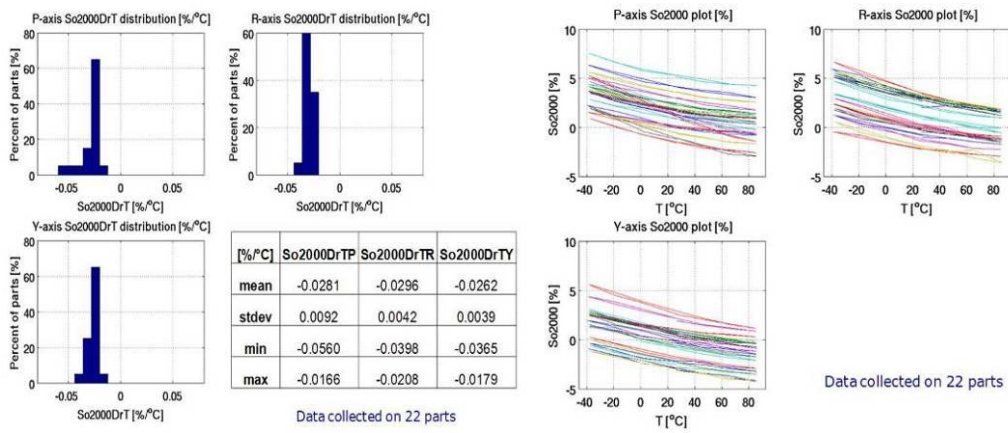 P-axis So2000DrT distribution [%/°C]
Percent of parts [%]
80
60
40
20
0
-0.05 0 0.05
So2000DrT [%/°C]
R-axis So2000DrT distribution [%/°C]
Percent of parts [%]
60
40
20
0
-0.05 0 0.05
So2000DrT [%/°C]
Y-axis So2000DrT distribution [%/°C]
Percent of parts [%]
80
60
40
20
0
-0.05 0 0.05
So2000DrT [%/°C]
[%/°C] So2000DrTP So2000DrTR So2000DrTY
mean -0.0281 -0.0296 -0.0262
stdev 0.0092 0.0042 0.0039
min -0.0560 -0.0398 -0.0365
max -0.0166 -0.0208 -0.0179
Data collected on 22 parts
P-axis So2000 plot [%]
So2000 [%]
10
5
0
-5
-40 -20 0 20 40 60 80
T [°C]
R-axis So2000 plot [%]
So2000 [%]
10
5
0
-5
-40 -20 0 20 40 60 80
T [°C]
Y-axis So2000 plot [%]
So2000 [%]
10
5
0
-5
-40 -20 0 20 40 60 80
T [°C]
Data collected on 22 parts